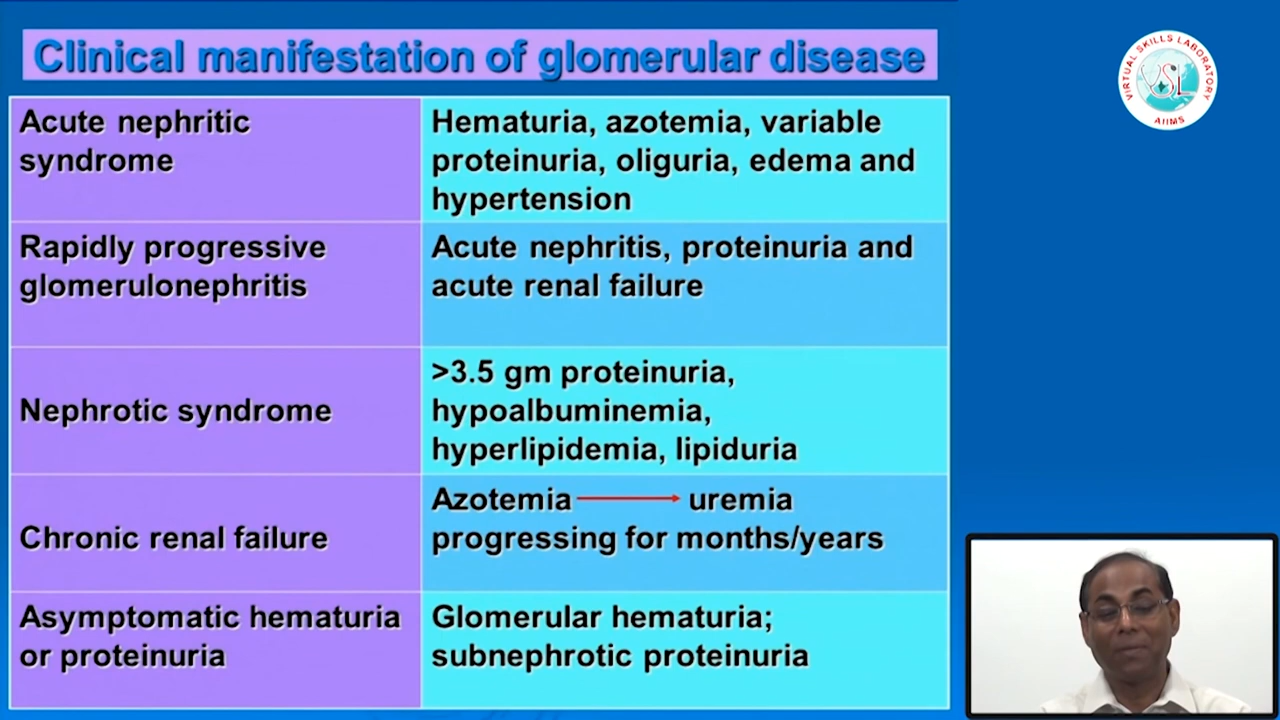 Clinical manifestation of glomerular disease
VIRTUAL SKILLS LABORATORY
VSL
AIIMS
Acute nephritic
syndrome
Hematuria, azotemia, variable
proteinuria, oliguria, edema and
hypertension
Rapidly progressive
glomerulonephritis
Acute nephritis, proteinuria and
acute renal failure
Nephrotic syndrome
>3.5 gm proteinuria,
hypoalbuminemia,
hyperlipidemia, lipiduria
Chronic renal failure
Azotemia → uremia
progressing for months/years
Asymptomatic hematuria
or proteinuria
Glomerular hematuria;
subnephrotic proteinuria